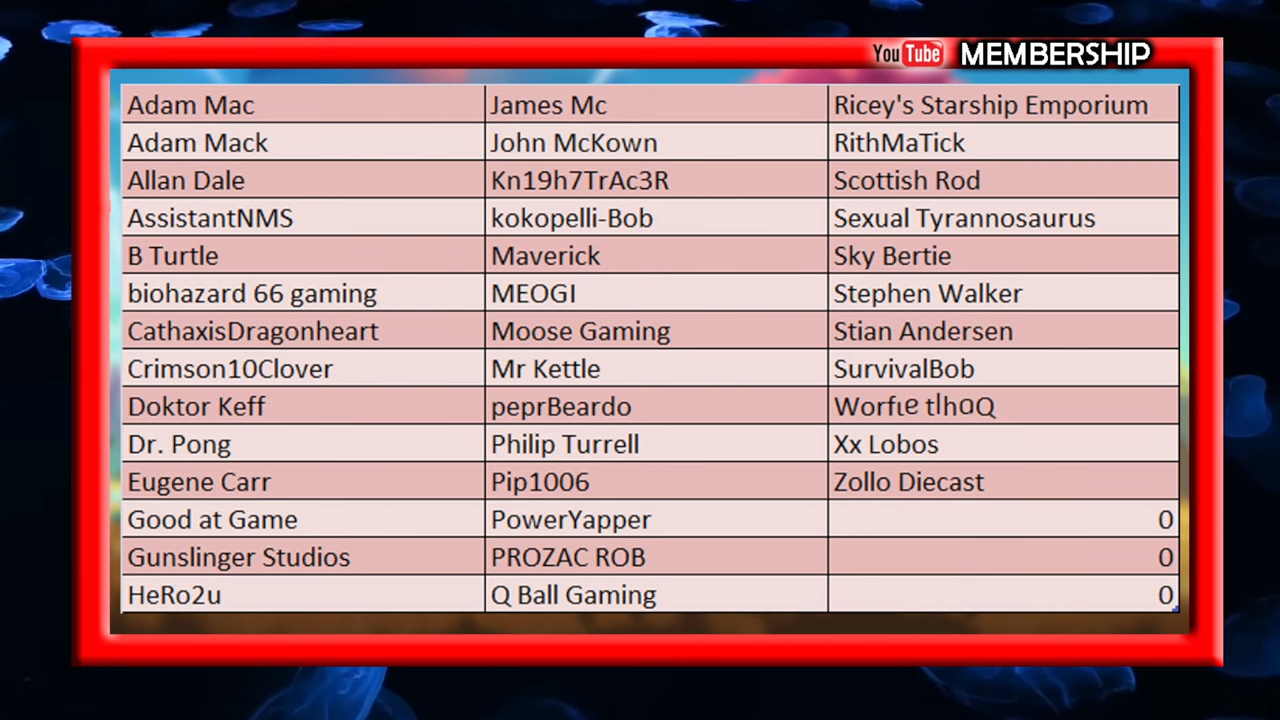 YouTube MEMBERSHIP
Adam Mac James Mc Ricey's Starship Emporium
Adam Mack John McKown RithMaTick
Allan Dale Kn19h7TrAc3R Scottish Rod
AssistantNMS kokopelli-Bob Sexual Tyrannosaurus
B Turtle Maverick Sky Bertie
biohazard 66 gaming MEOGI Stephen Walker
CathaxisDragonheart Moose Gaming Stian Andersen
Crimson10Clover Mr Kettle SurvivalBob
Doktor Keff peprBeardo
Dr. Pong Philip Turrell Xx Lobos
Eugene Carr Pip1006 Zollo Diecast
Good at Game PowerYapper 0
Gunslinger Studios PROZAC ROB 0
HeRo2u Q Ball Gaming 0